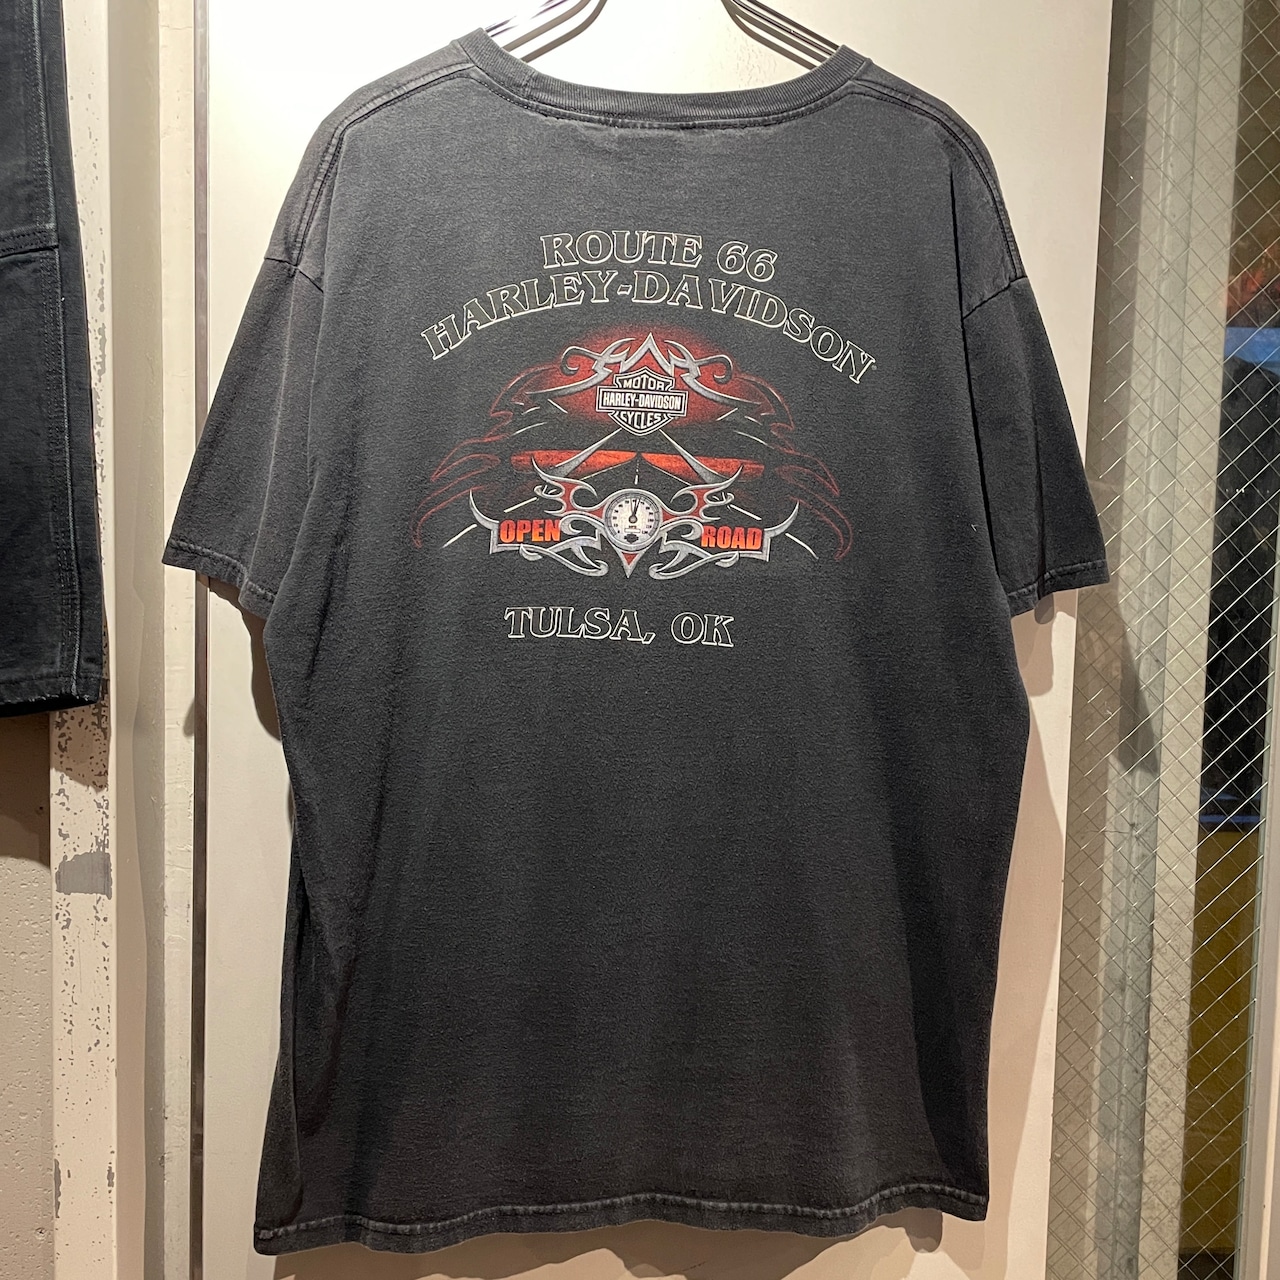 ROUTE 66
HARLEY-DAVIDSON®
MOTOR
HARLEY-DAVIDSON
CYCLES
OPEN ROAD
TULSA, OK